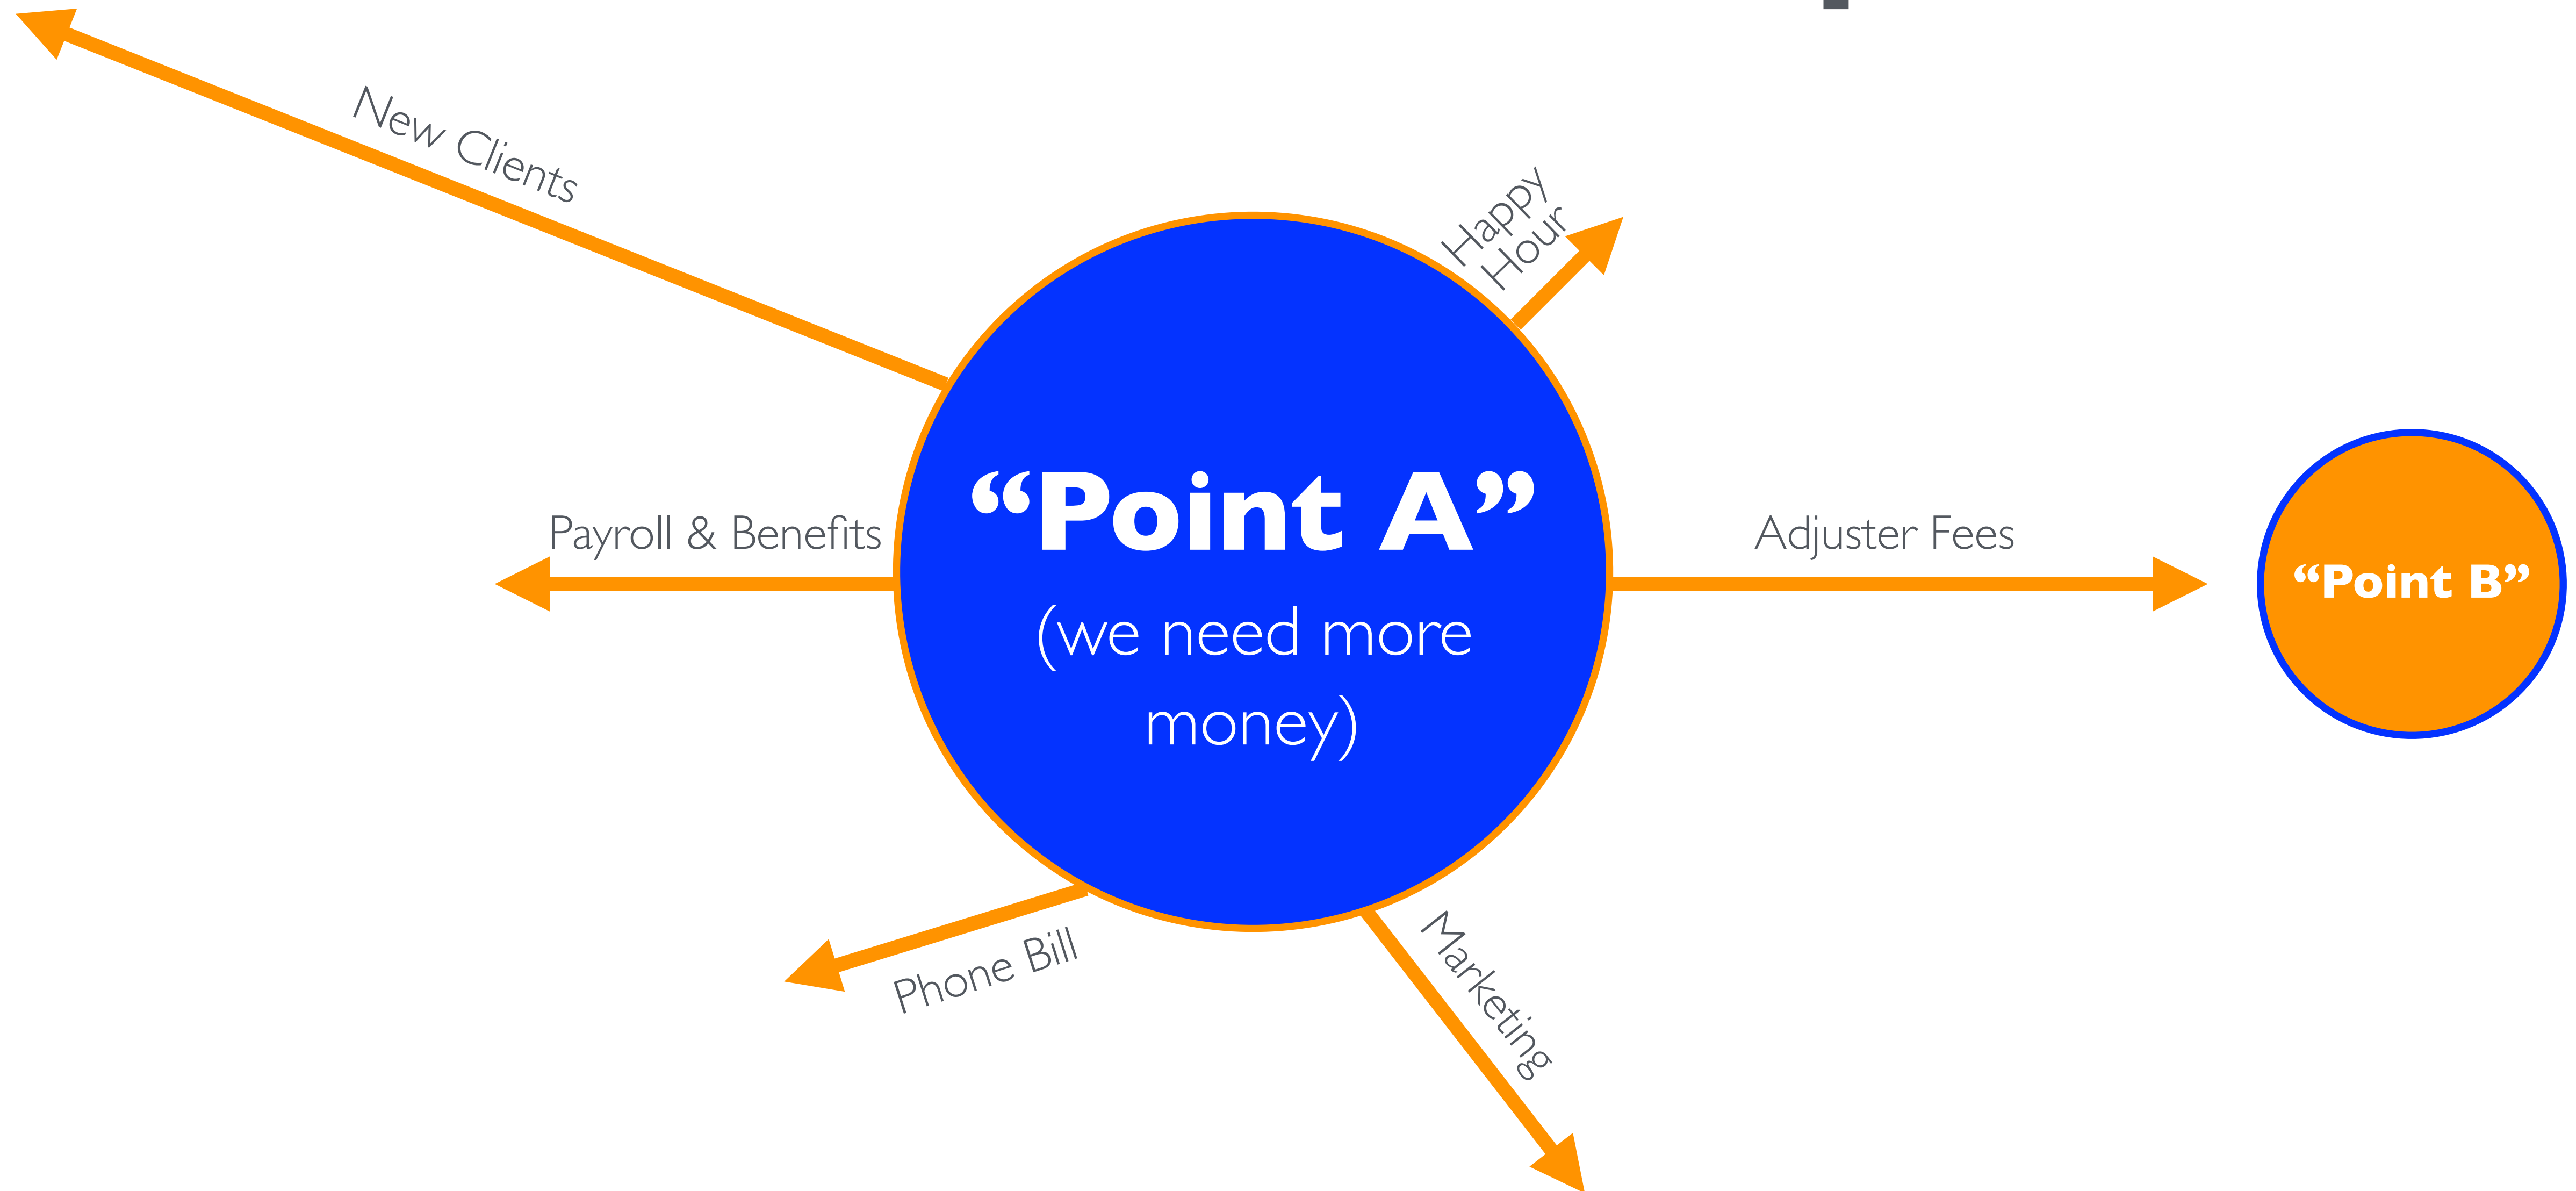 New Clients
Happy
Hour
Payroll & Benefits
“Point A”
(we need more
money)
Adjuster Fees
“Point B”
Phone Bill
Marketing